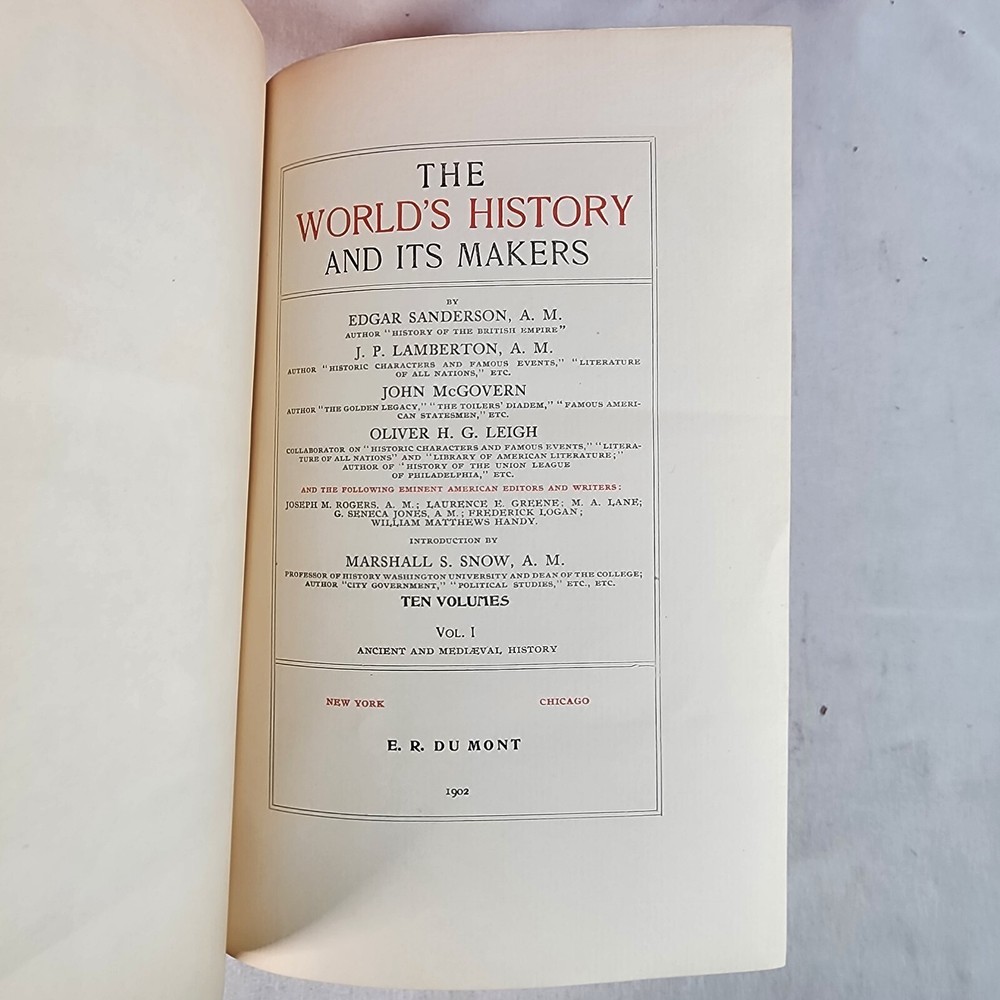 THE
WORLD'S HISTORY
AND ITS MAKERS
BY
EDGAR SANDERSON, A. M.
AUTHOR "HISTORY OF THE BRITISH EMPIRE"
J. P. LAMBERTON, A. M.
AUTHOR "HISTORIC CHARACTERS AND FAMOUS EVENTS," "LITERATURE
OF ALL NATIONS," ETC.
JOHN McGOVERN
AUTHOR "THE GOLDEN LEGACY," "THE TOILERS' DIADEM," "FAMOUS AMERI-
CAN STATESMEN," ETC.
OLIVER H. G. LEIGH
COLLABORATOR ON "HISTORIC CHARACTERS AND FAMOUS EVENTS," "LITERA-
TURE OF ALL NATIONS" AND "LIBRARY OF AMERICAN LITERATURE;"
AUTHOR OF "HISTORY OF THE UNION LEAGUE
OF PHILADELPHIA," ETC.
AND THE FOLLOWING EMINENT AMERICAN EDITORS AND WRITERS:
JOSEPH M. ROGERS, A. M.; LAURENCE E. GREENE; M. A. LANE;
G. SENECA JONES, A M.; FREDERICK LOGAN;
WILLIAM MATTHEWS HANDY.
INTRODUCTION BY
MARSHALL S. SNOW, A. M.
PROFESSOR OF HISTORY WASHINGTON UNIVERSITY AND DEAN OF THE COLLEGE;
AUTHOR "CITY GOVERNMENT," "POLITICAL STUDIES," ETC., ETC.
TEN VOLUMES
VOL. I
ANCIENT AND MEDIÆVAL HISTORY
NEW YORK CHICAGO
E. R. DU MONT
1902